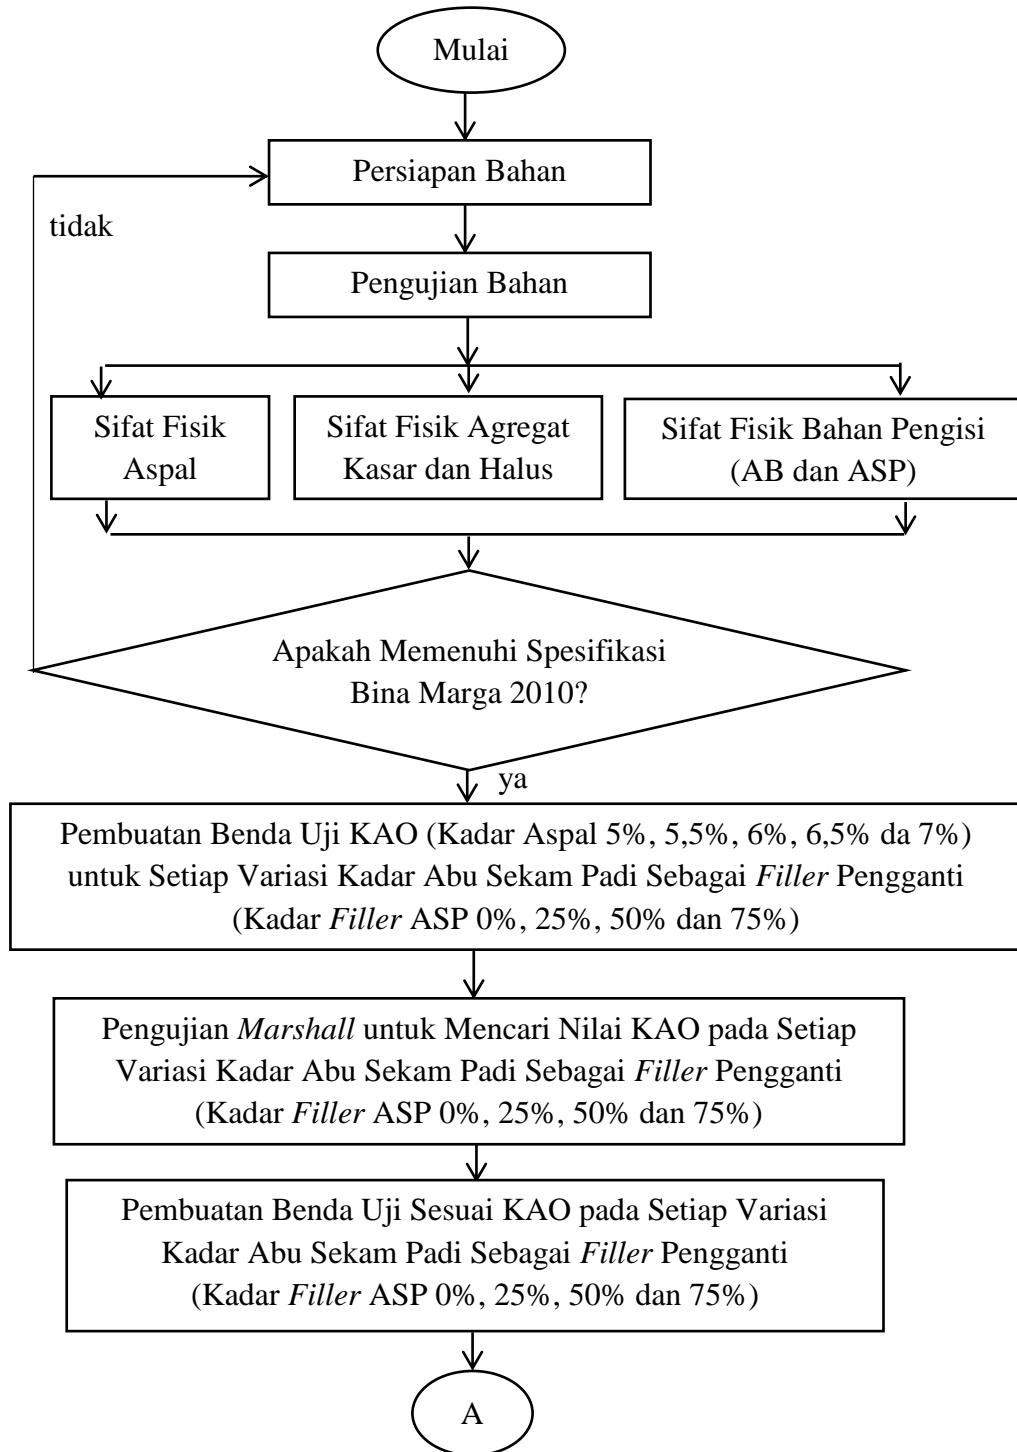 Mulai
Persiapan Bahan
tidak
Pengujian Bahan
Sifat Fisik
Aspal
Sifat Fisik Agregat
Kasar dan Halus
Sifat Fisik Bahan Pengisi
(AB dan ASP)
Apakah Memenuhi Spesifikasi
Bina Marga 2010?
ya
Pembuatan Benda Uji KAO (Kadar Aspal 5%, 5,5%, 6%, 6,5% da 7%)
untuk Setiap Variasi Kadar Abu Sekam Padi Sebagai Filler Pengganti
(Kadar Filler ASP 0%, 25%, 50% dan 75%)
Pengujian Marshall untuk Mencari Nilai KAO pada Setiap
Variasi Kadar Abu Sekam Padi Sebagai Filler Pengganti
(Kadar Filler ASP 0%, 25%, 50% dan 75%)
Pembuatan Benda Uji Sesuai KAO pada Setiap Variasi
Kadar Abu Sekam Padi Sebagai Filler Pengganti
(Kadar Filler ASP 0%, 25%, 50% dan 75%)
A